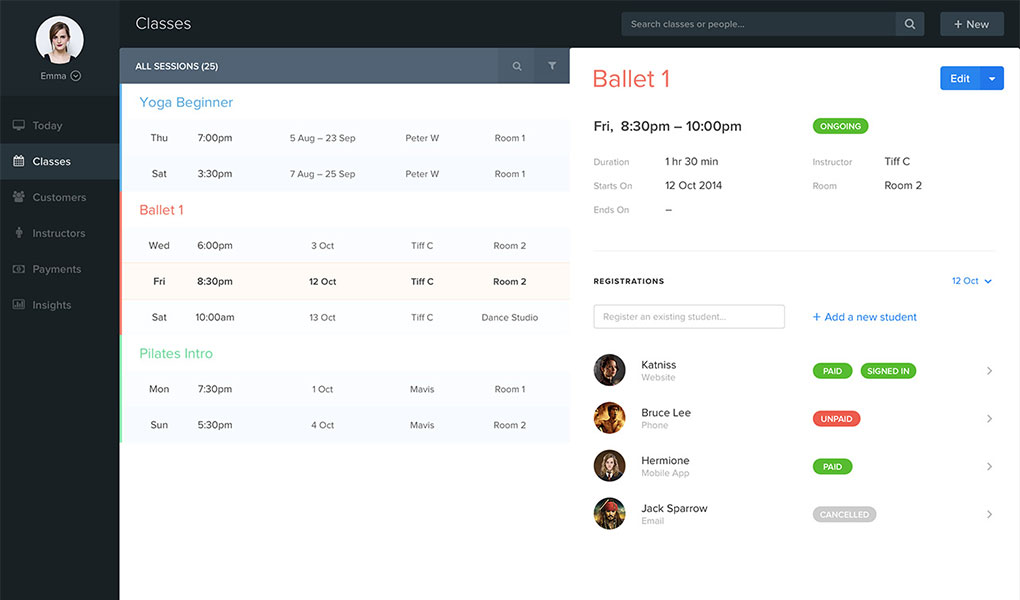 Emma
Today
Classes
Customers
Instructors
Payments
Insights
Classes
Search classes or people...
+ New
ALL SESSIONS (25)
Yoga Beginner
Thu 7:00pm 5 Aug – 23 Sep Peter W Room 1
Sat 3:30pm 7 Aug – 25 Sep Peter W Room 1
Ballet 1
Wed 6:00pm 3 Oct Tiff C Room 2
Fri 8:30pm 12 Oct Tiff C Room 2
Sat 10:00am 13 Oct Tiff C Dance Studio
Pilates Intro
Mon 7:30pm 1 Oct Mavis Room 1
Sun 5:30pm 4 Oct Mavis Room 2
Ballet 1
Edit
Fri, 8:30pm – 10:00pm ONGOING
Duration 1 hr 30 min Instructor Tiff C
Starts On 12 Oct 2014 Room Room 2
Ends On –
REGISTRATIONS 12 Oct
Register an existing student... + Add a new student
Katniss PAID SIGNED IN
Website
Bruce Lee UNPAID
Phone
Hermione PAID
Mobile App
Jack Sparrow CANCELLED
Email